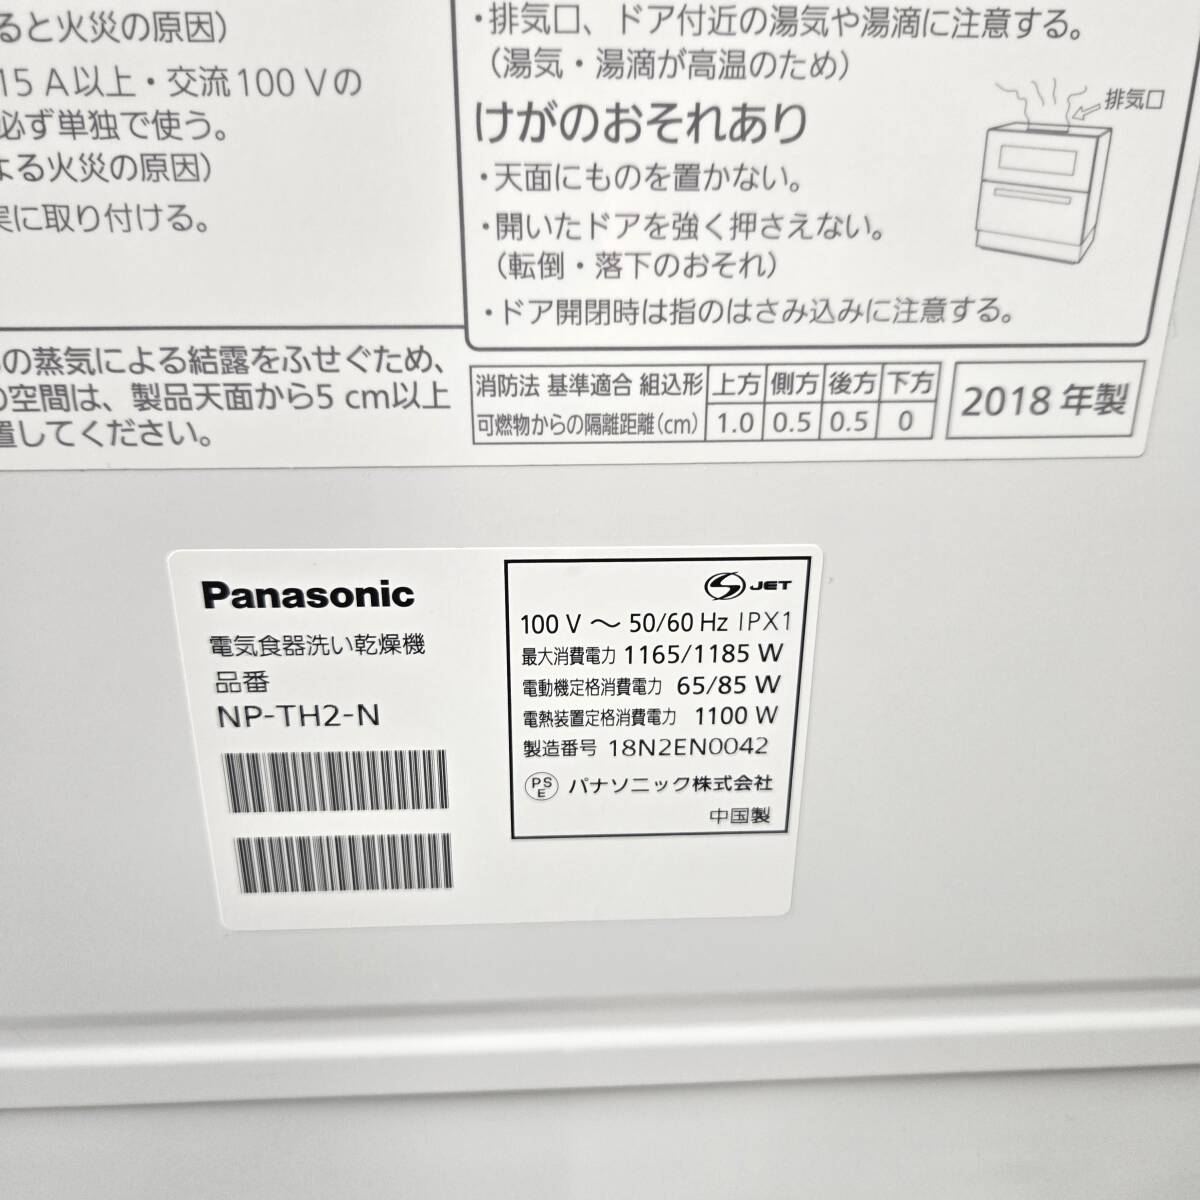 ると火災の原因）
15 A以上・交流100 Vの
必ず単独で使う。
よる火災の原因）
実に取り付ける。
・排気口、ドア付近の湯気や湯滴に注意する。
（湯気・湯滴が高温のため）
排気口
けがのおそれあり
・天面にものを置かない。
・開いたドアを強く押さえない。
（転倒・落下のおそれ）
・ドア開閉時は指のはさみ込みに注意する。
の蒸気による結露をふせぐため、
の空間は、製品天面から5 cm以上
置してください。
消防法 基準適合 組込形 上方 側方 後方 下方
可燃物からの隔離距離(cm) 1.0 0.5 0.5 0
2018 年製
Panasonic
電気食器洗い乾燥機
品番
NP-TH2-N
S JET
100 V 〜 50/60 Hz IPX1
最大消費電力 1165/1185 W
電動機定格消費電力 65/85 W
電熱装置定格消費電力 1100 W
製造番号 18N2EN0042
PSE パナソニック株式会社
中国製